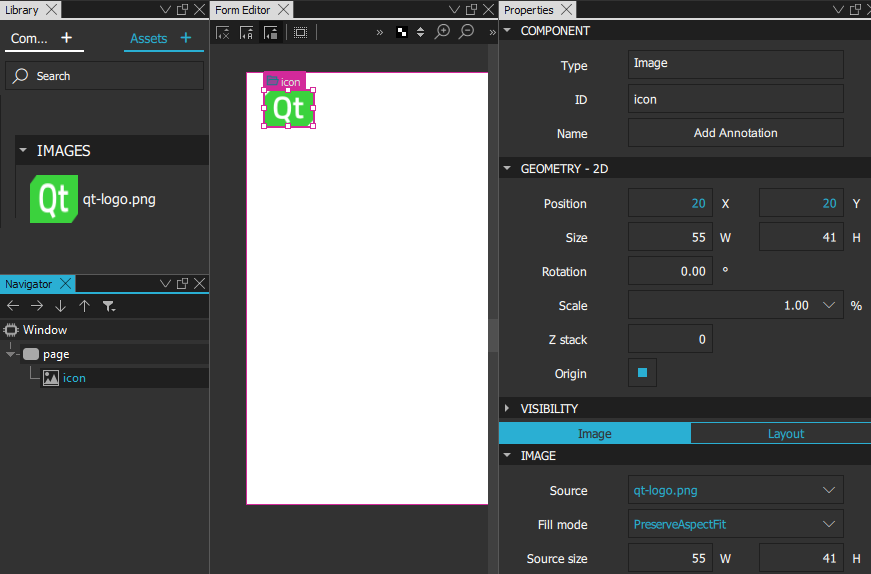 Library
Com...
Assets
Search
IMAGES
Qt
qt-logo.png
Navigator
Window
page
icon
Form Editor
»
»
icon
Qt
Properties
COMPONENT
Type Image
ID icon
Name Add Annotation
GEOMETRY - 2D
Position 20 X 20 Y
Size 55 W 41 H
Rotation 0.00 °
Scale 1.00 %
Z stack 0
Origin
VISIBILITY
Image Layout
IMAGE
Source qt-logo.png
Fill mode PreserveAspectFit
Source size 55 W 41 H